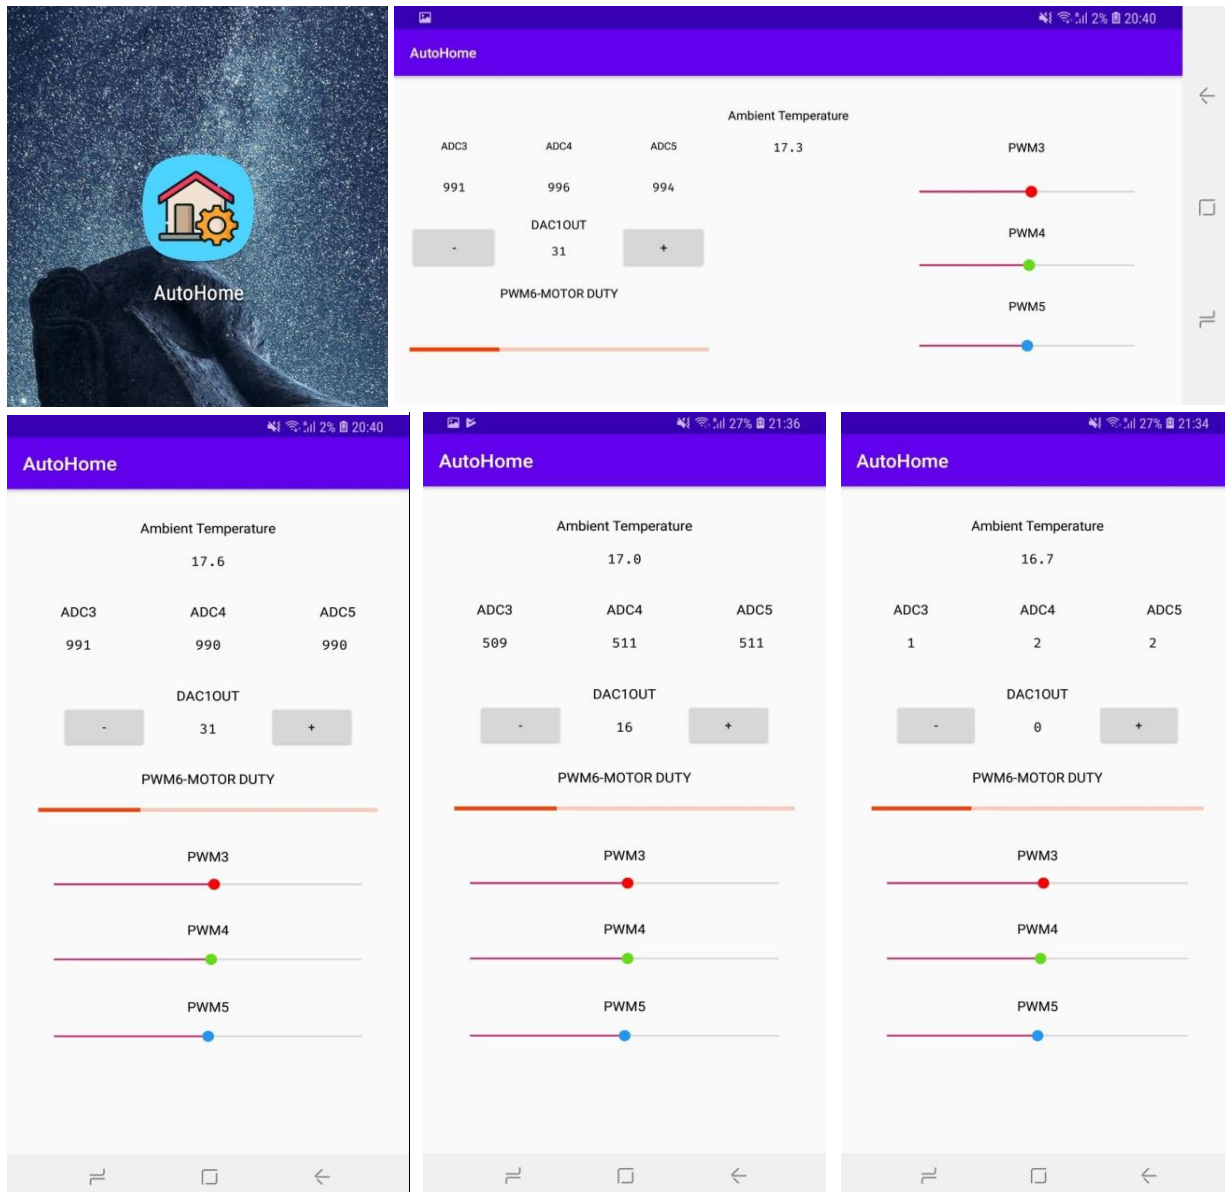 AutoHome
2% 20:40
AutoHome
Ambient Temperature
ADC3 ADC4 ADC5 17.3 PWM3
991 996 994
DAC1OUT PWM4
- 31 +
PWM6-MOTOR DUTY PWM5
2% 20:40
AutoHome
Ambient Temperature
17.6
ADC3 ADC4 ADC5
991 990 990
DAC1OUT
- 31 +
PWM6-MOTOR DUTY
PWM3
PWM4
PWM5
27% 21:36
AutoHome
Ambient Temperature
17.0
ADC3 ADC4 ADC5
509 511 511
DAC1OUT
- 16 +
PWM6-MOTOR DUTY
PWM3
PWM4
PWM5
27% 21:34
AutoHome
Ambient Temperature
16.7
ADC3 ADC4 ADC5
1 2 2
DAC1OUT
- 0 +
PWM6-MOTOR DUTY
PWM3
PWM4
PWM5